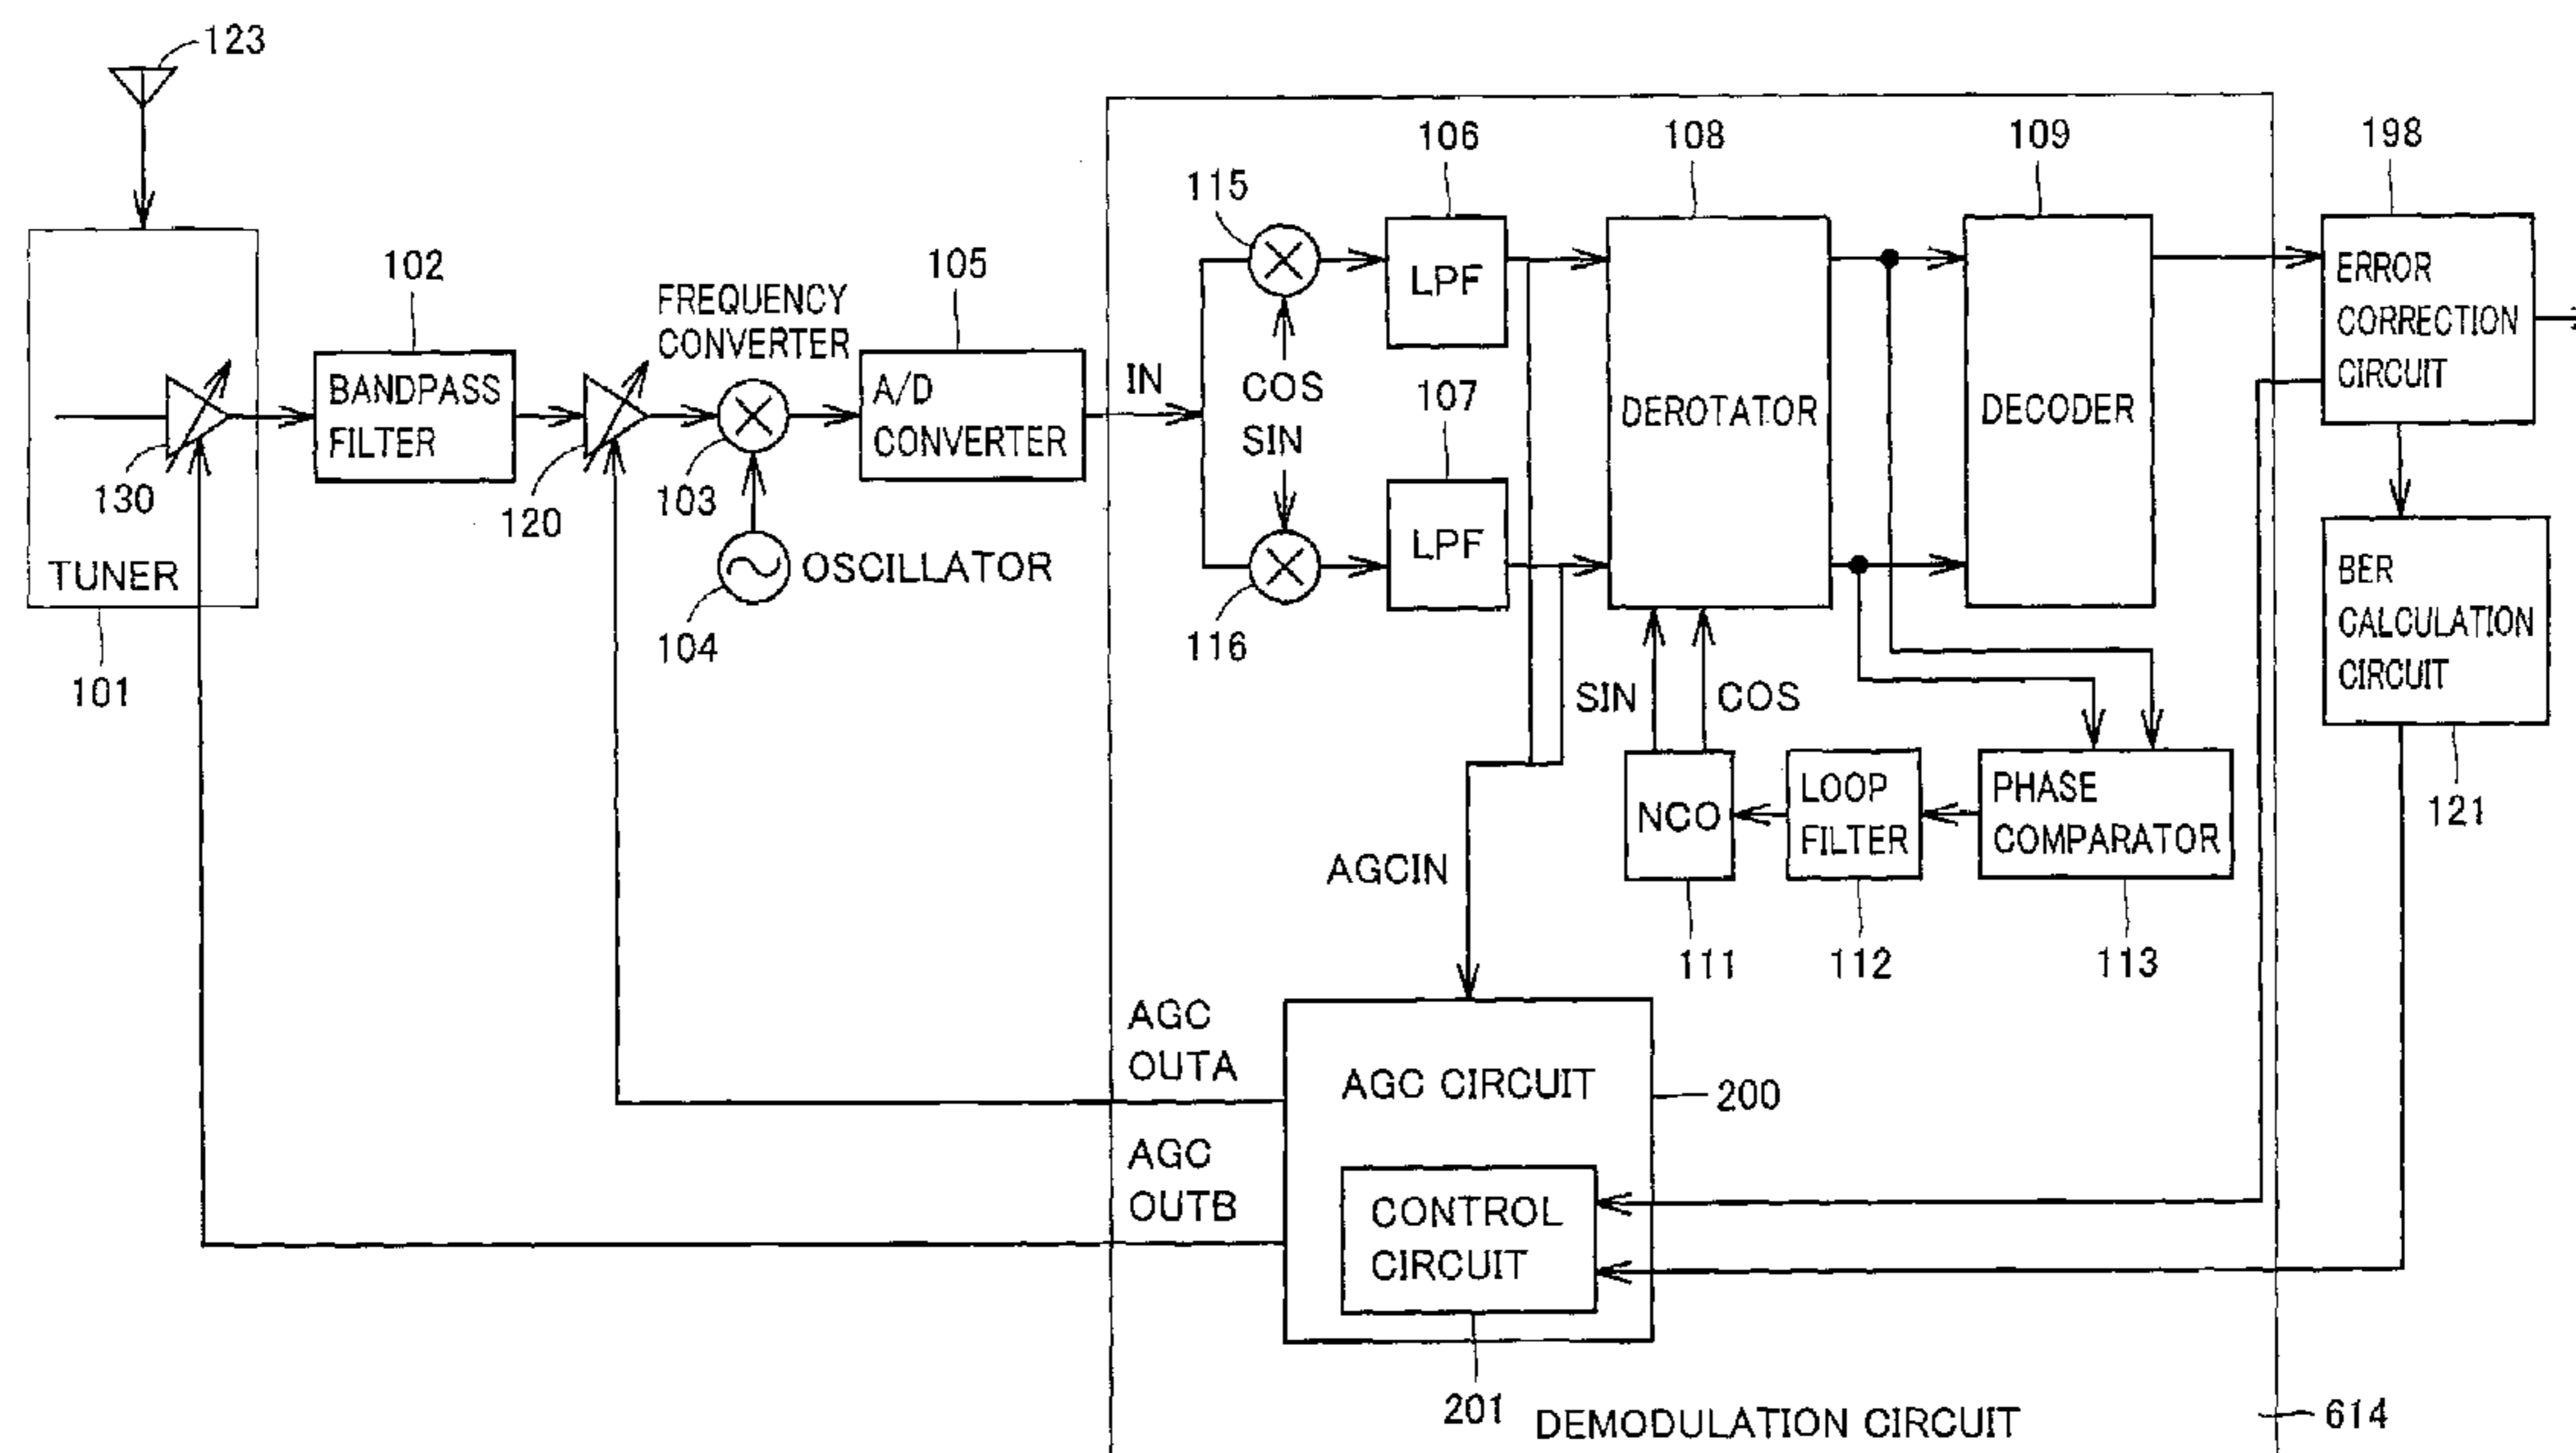 123
106
108
109
198
115
102
FREQUENCY
CONVERTER
105
LPF
ERROR
CORRECTION
CIRCUIT
BANDPASS
FILTER
A/D
CONVERTER
IN
COS
SIN
107
DEROTATOR
DECODER
130
120
103
LPF
TUNER
OSCILLATOR
104
116
BER
CALCULATION
CIRCUIT
101
SIN
COS
121
NCO
LOOP
FILTER
PHASE
COMPARATOR
AGCIN
111
112
113
AGC
OUTA
AGC CIRCUIT
200
AGC
OUTB
CONTROL
CIRCUIT
201
DEMODULATION CIRCUIT
614